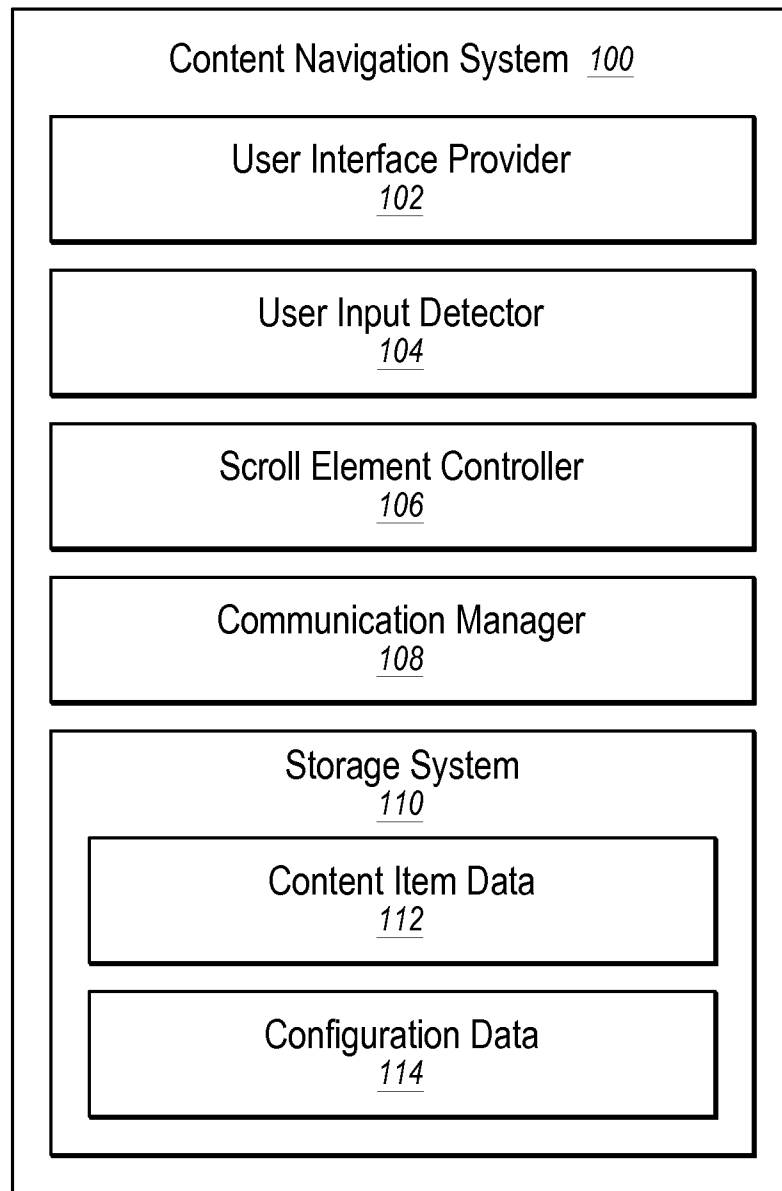 Content Navigation System 100
User Interface Provider
102
User Input Detector
104
Scroll Element Controller
106
Communication Manager
108
Storage System
110
Content Item Data
112
Configuration Data
114